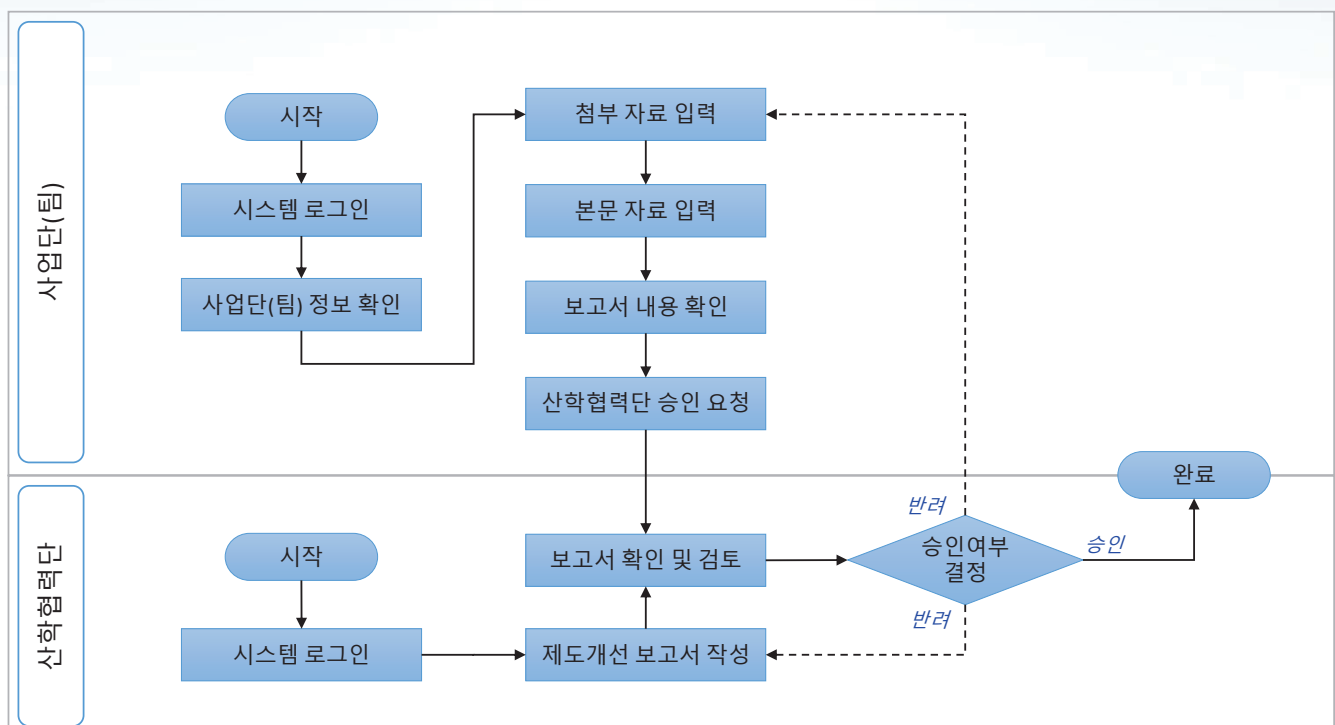 사업단(팀)
시작
시스템 로그인
사업단(팀) 정보 확인
첨부 자료 입력
본문 자료 입력
보고서 내용 확인
산학협력단 승인 요청
산학협력단
시작
시스템 로그인
보고서 확인 및 검토
제도개선 보고서 작성
반려
승인여부
결정
반려
승인
완료